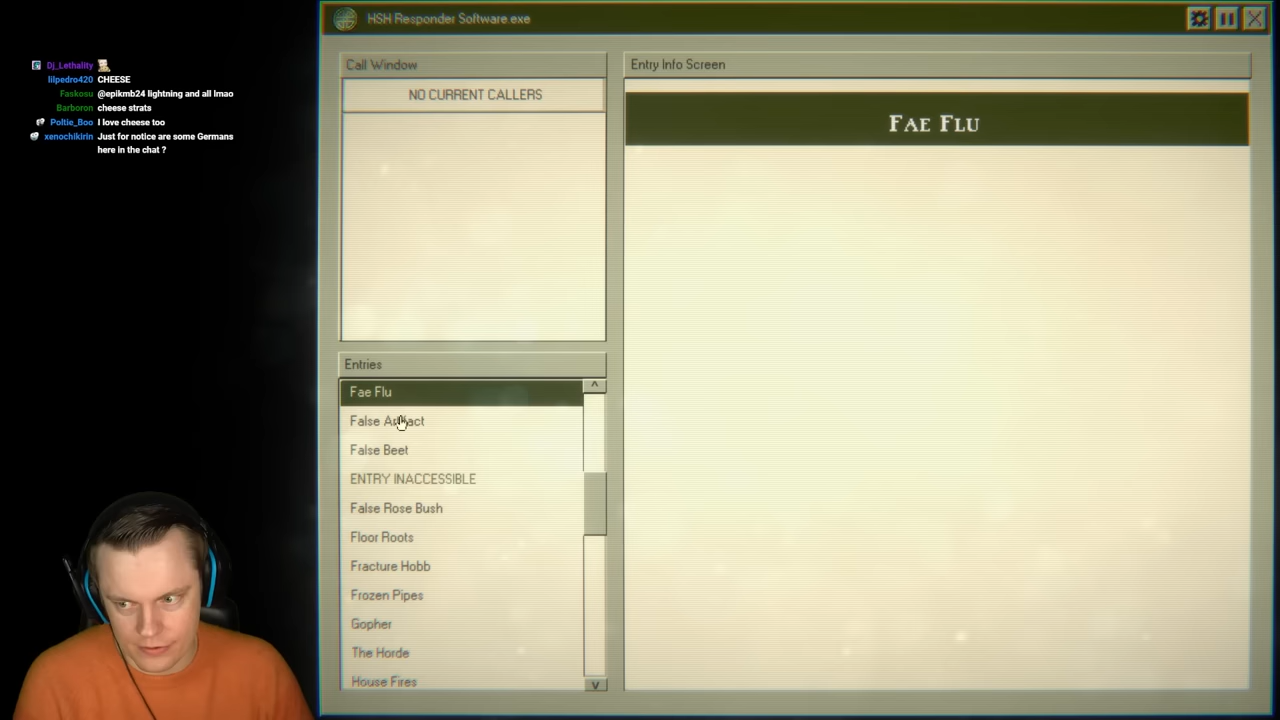 HSH Responder Software.exe
Call Window
NO CURRENT CALLERS
Entry Info Screen
FAE FLU
Entries
Fae Flu
False Artifact
False Beet
ENTRY INACCESSIBLE
False Rose Bush
Floor Roots
Fracture Hobb
Frozen Pipes
Gopher
The Horde
House Fires
Dj_Lethality
lilpedro420 CHEESE
Faskosu @epikmb24 lightning and all lmao
Barboron cheese strats
Poltie_Boo I love cheese too
xenochikirin Just for notice are some Germans
here in the chat ?